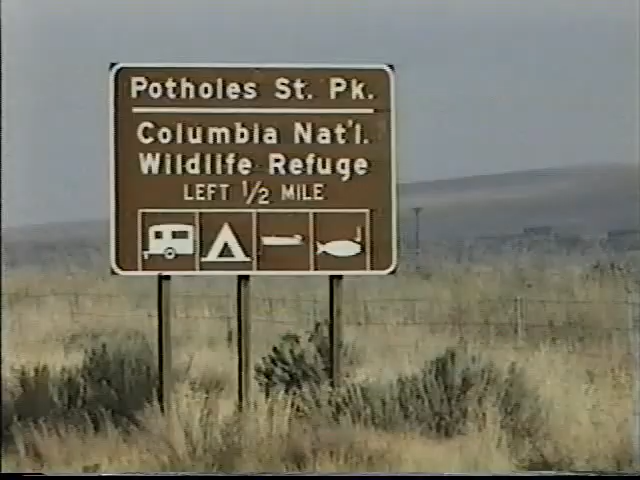 Potholes St. Pk.
Columbia Nat'l.
Wildlife Refuge
LEFT 1/2 MILE